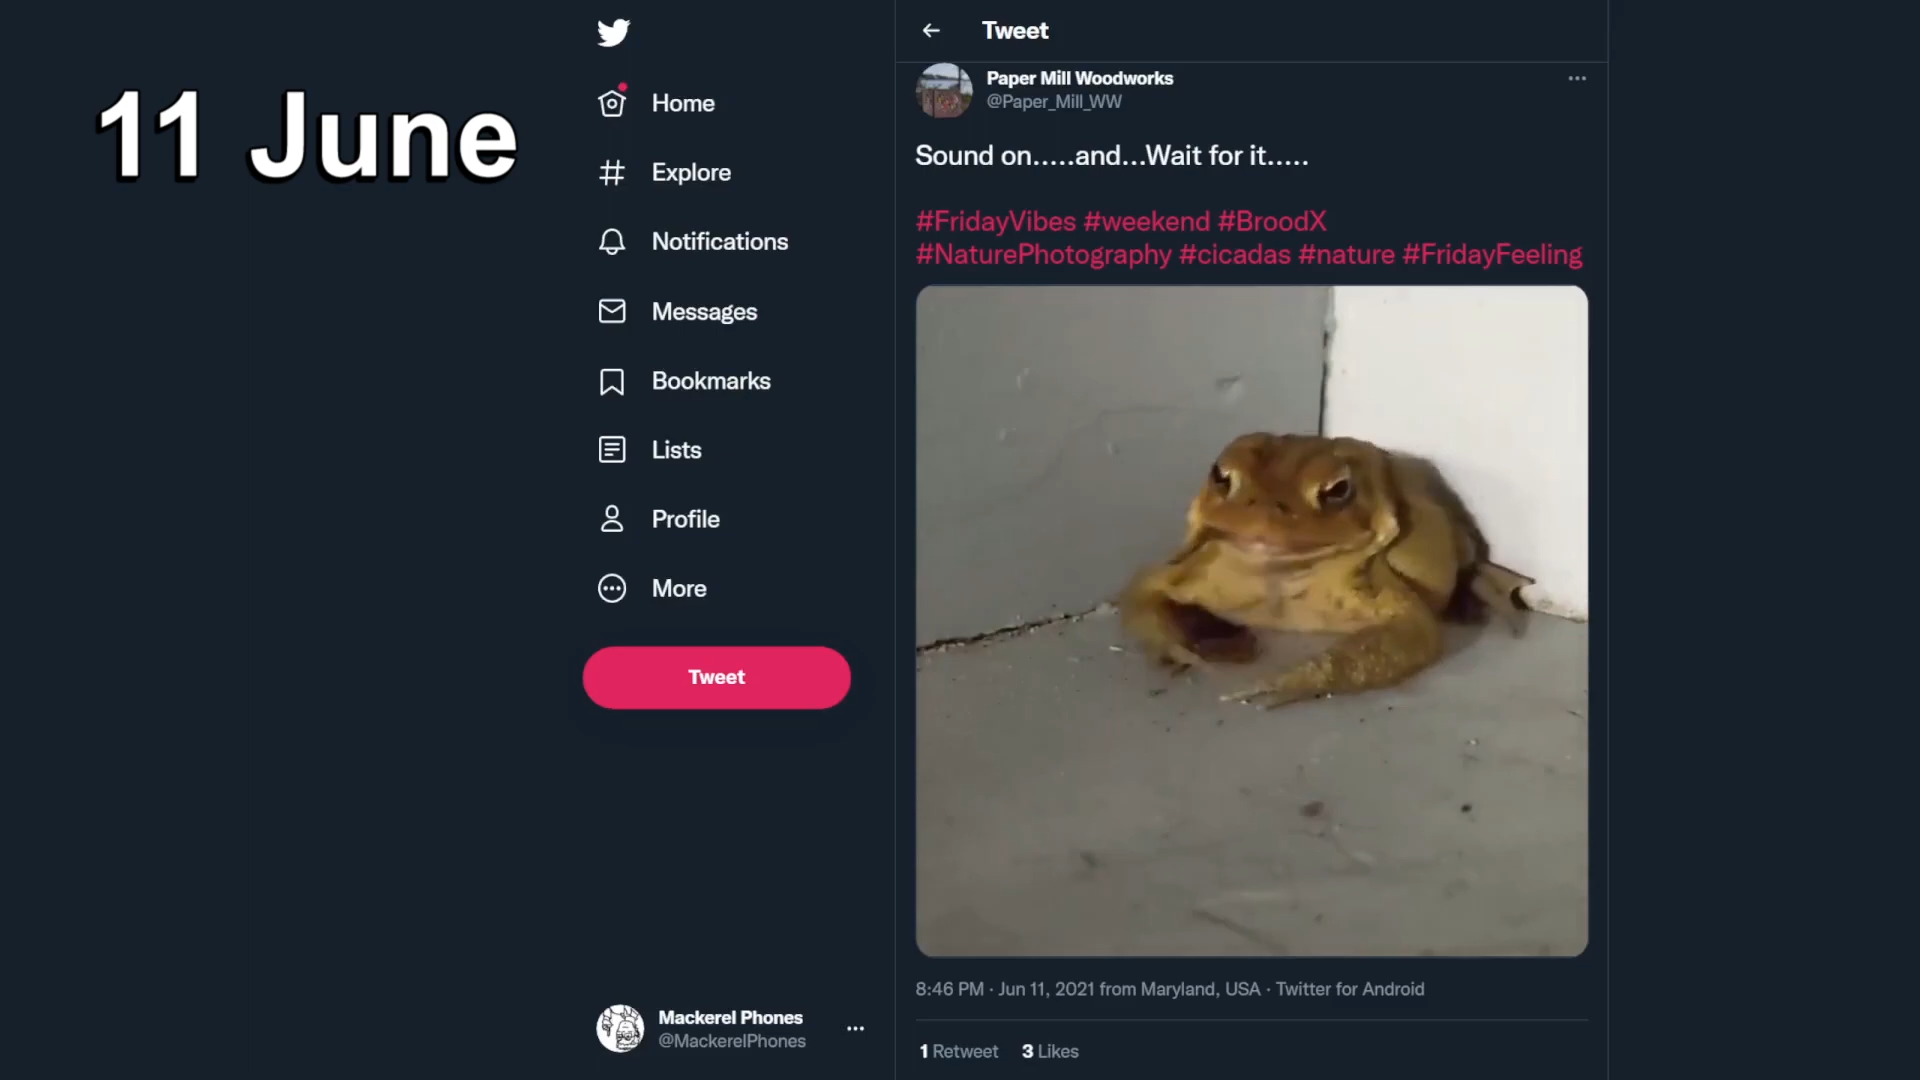 11 June
Home
Explore
Notifications
Messages
Bookmarks
Lists
Profile
More
Tweet
Mackerel Phones
@MackerelPhones
Tweet
Paper Mill Woodworks
@Paper_Mill_WW
Sound on.....and...Wait for it.....
#FridayVibes #weekend #BroodX
#NaturePhotography #cicadas #nature #FridayFeeling
8:46 PM · Jun 11, 2021 from Maryland, USA · Twitter for Android
1 Retweet 3 Likes